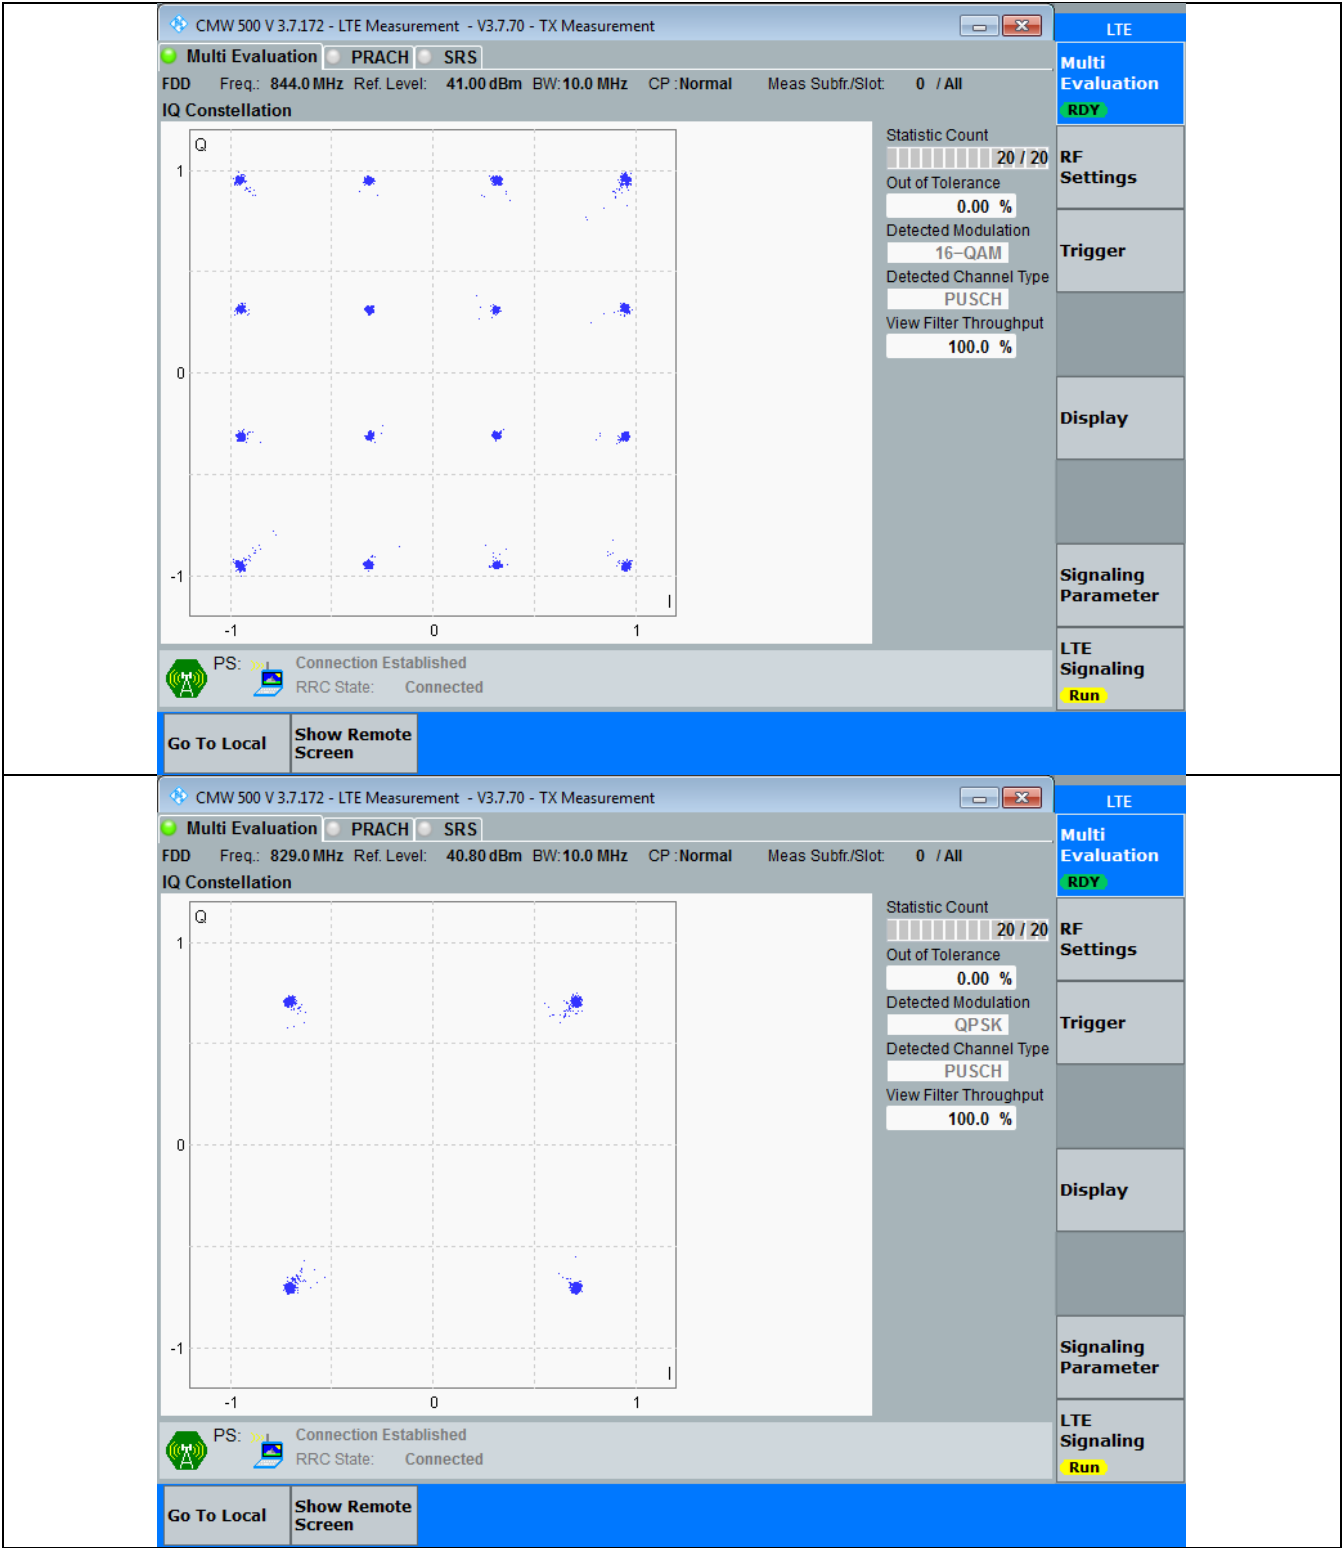 CMW 500 V 3.7.172 - LTE Measurement - V3.7.70 - TX Measurement
LTE
Multi Evaluation PRACH SRS
FDD Freq.: 844.0 MHz Ref. Level: 41.00 dBm BW: 10.0 MHz CP : Normal Meas Subfr./Slot: 0 / All
IQ Constellation
Q
1
0
-1
I
-1 0 1
Statistic Count
20 / 20
Out of Tolerance
0.00 %
Detected Modulation
16-QAM
Detected Channel Type
PUSCH
View Filter Throughput
100.0 %
Multi
Evaluation
RDY
RF
Settings
Trigger
Display
Signaling
Parameter
LTE
Signaling
Run
PS: Connection Established
RRC State: Connected
Go To Local
Show Remote
Screen
CMW 500 V 3.7.172 - LTE Measurement - V3.7.70 - TX Measurement
LTE
Multi Evaluation PRACH SRS
FDD Freq.: 829.0 MHz Ref. Level: 40.80 dBm BW: 10.0 MHz CP : Normal Meas Subfr./Slot: 0 / All
IQ Constellation
Q
1
0
-1
I
-1 0 1
Statistic Count
20 / 20
Out of Tolerance
0.00 %
Detected Modulation
QPSK
Detected Channel Type
PUSCH
View Filter Throughput
100.0 %
Multi
Evaluation
RDY
RF
Settings
Trigger
Display
Signaling
Parameter
LTE
Signaling
Run
PS: Connection Established
RRC State: Connected
Go To Local
Show Remote
Screen